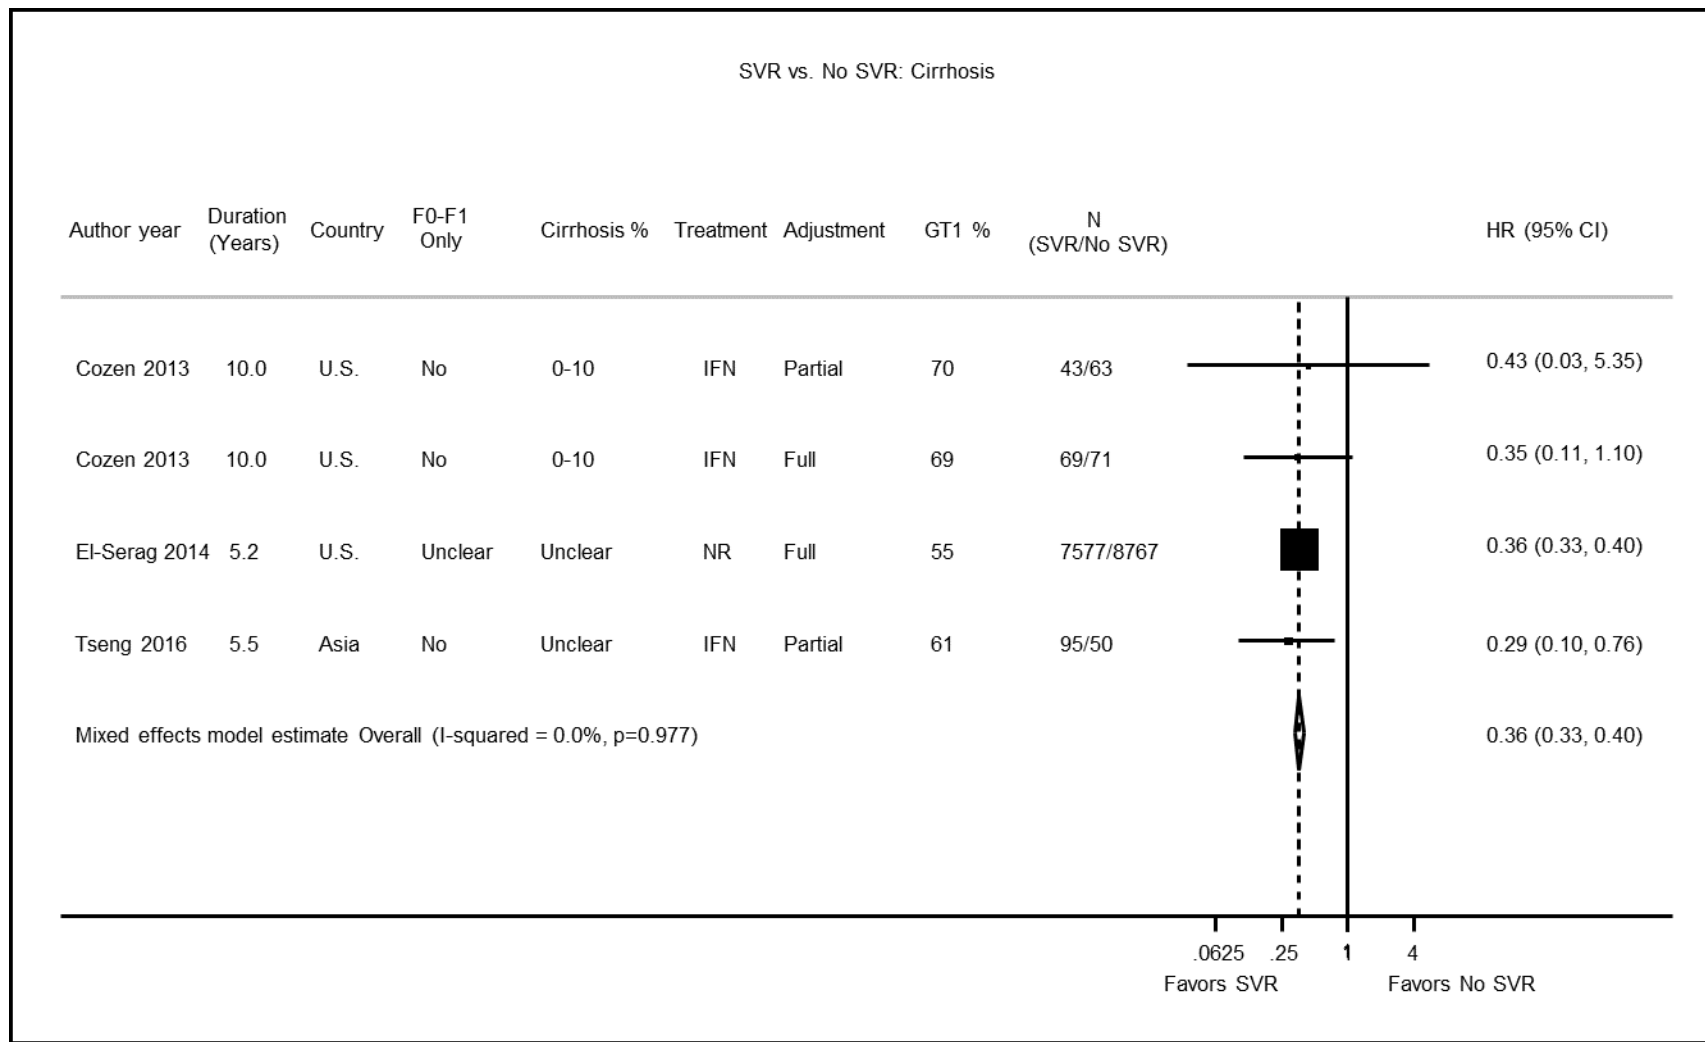 SVR vs. No SVR: Cirrhosis
Author year Duration (Years) Country F0-F1 Only Cirrhosis % Treatment Adjustment GT1 % N (SVR/No SVR) HR (95% CI)
Cozen 2013 10.0 U.S. No 0-10 IFN Partial 70 43/63 0.43 (0.03, 5.35)
Cozen 2013 10.0 U.S. No 0-10 IFN Full 69 69/71 0.35 (0.11, 1.10)
El-Serag 2014 5.2 U.S. Unclear Unclear NR Full 55 7577/8767 0.36 (0.33, 0.40)
Tseng 2016 5.5 Asia No Unclear IFN Partial 61 95/50 0.29 (0.10, 0.76)
Mixed effects model estimate Overall (I-squared = 0.0%, p=0.977) 0.36 (0.33, 0.40)
.0625 .25 1 4
Favors SVR Favors No SVR